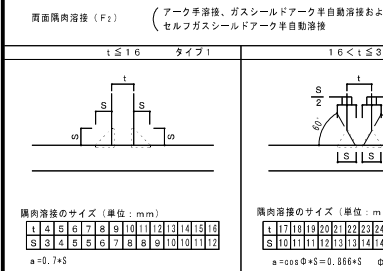 両面隅肉溶接(F₂)
アーク手溶接、ガスシールドアーク半自動溶接およ
セルフガスシールドアーク半自動溶接
t≦16 タイプ1
16<t≦3
t
S
S
S
S
t
S/2
60°
S S
隅肉溶接のサイズ(単位:mm)
t 4 5 6 7 8 9 10 11 12 13 14 15 16
S 3 4 5 5 6 7 8 8 9 10 10 11 12
a=0.7*S
隅肉溶接のサイズ(単位:m
t 17 18 19 20 21 22 24
S 10 11 11 12 13 13 14 14
a=cosΦ*S=0.866*S Φ